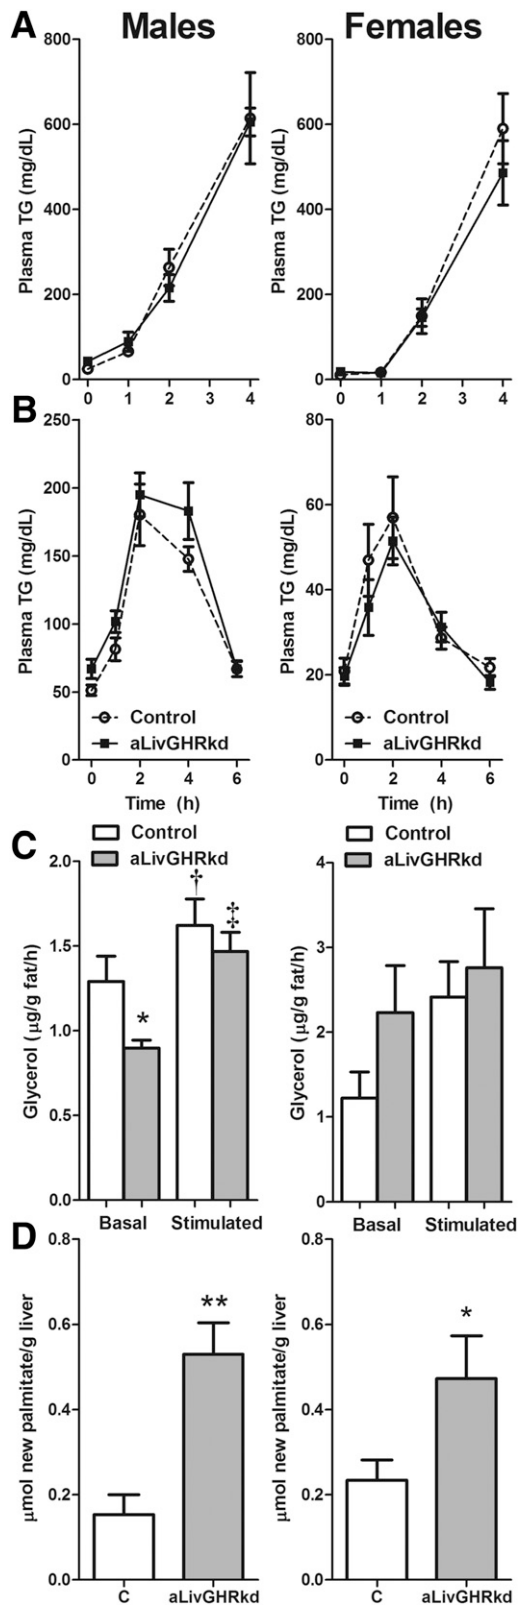 A
Males
Females
Plasma TG (mg/dL)
800
600
400
200
0
0 1 2 3 4
Plasma TG (mg/dL)
800
600
400
200
0
0 1 2 3 4
B
Plasma TG (mg/dL)
250
200
150
100
50
0
Control
aLivGHRkd
0 2 4 6
Time (h)
Plasma TG (mg/dL)
80
60
40
20
0
Control
aLivGHRkd
0 2 4 6
Time (h)
C
Control
aLivGHRkd
Glycerol (µg/g fat/h)
2.0
1.5
1.0
0.5
0.0
*
†
‡
Basal Stimulated
Control
aLivGHRkd
Glycerol (µg/g fat/h)
4
3
2
1
0
Basal Stimulated
D
µmol new palmitate/g liver
0.8
0.6
0.4
0.2
0.0
**
C aLivGHRkd
µmol new palmitate/g liver
0.8
0.6
0.4
0.2
0.0
*
C aLivGHRkd